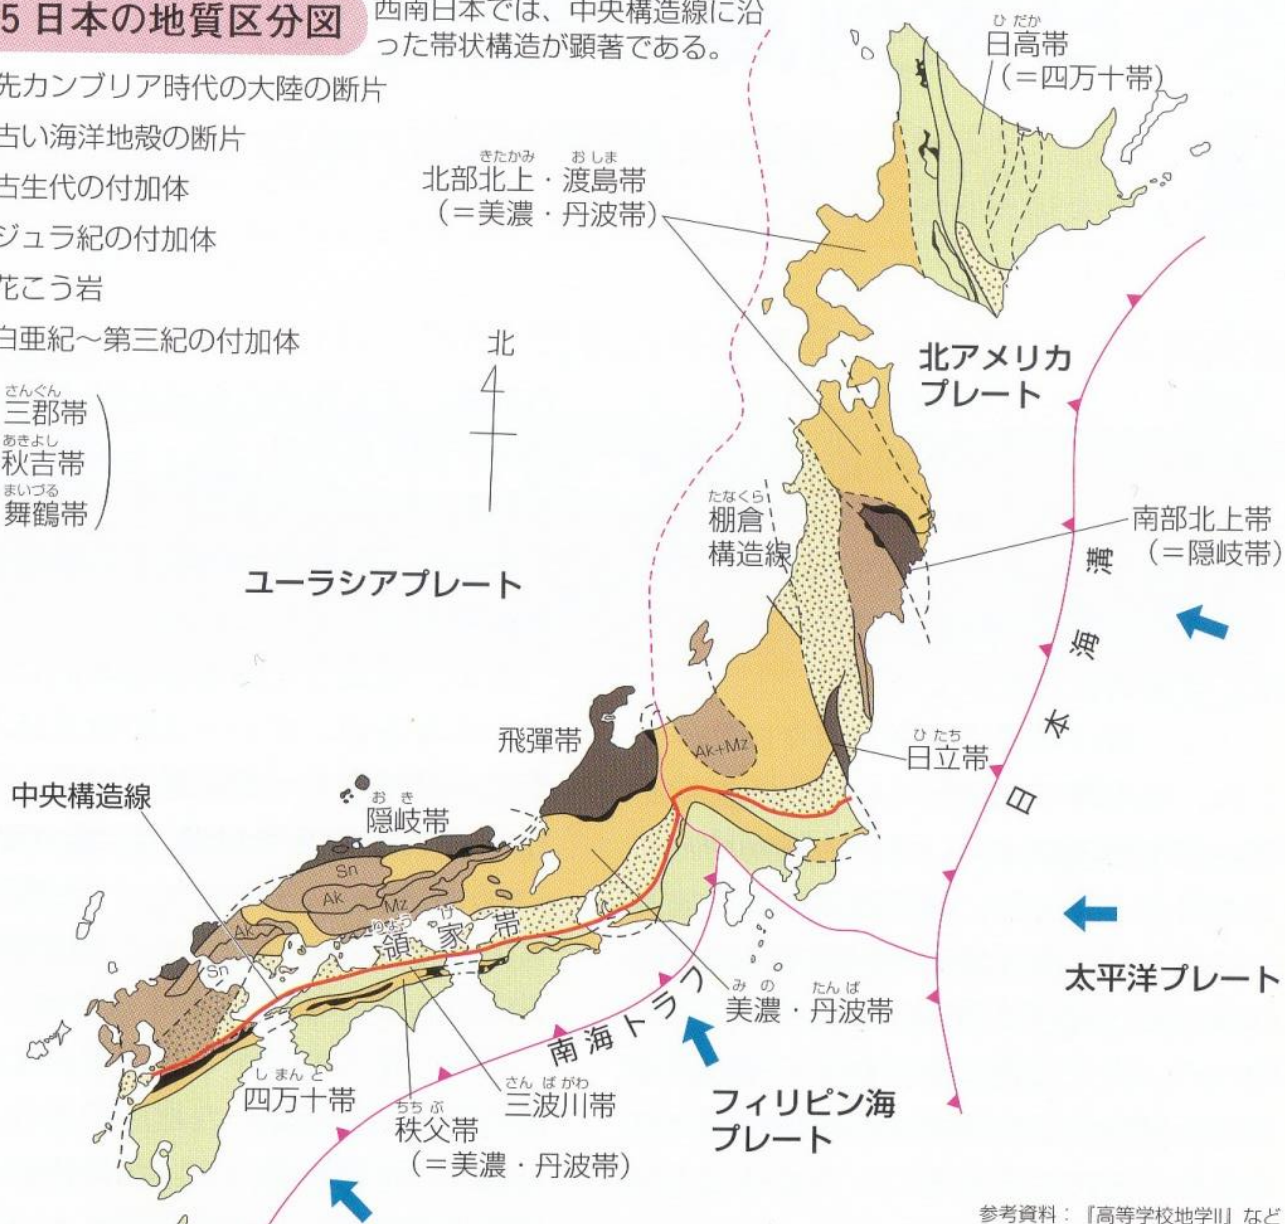 5 日本の地質区分図
西南日本では、中央構造線に沿
った帯状構造が顕著である。
先カンブリア時代の大陸の断片
古い海洋地殻の断片
古生代の付加体
ジュラ紀の付加体
花こう岩
白亜紀～第三紀の付加体
さんぐん
三郡帯
あきよし
秋吉帯
まいづる
舞鶴帯
ひだか
日高帯
（＝四万十帯）
きたかみ おしま
北部北上・渡島帯
（＝美濃・丹波帯）
北
北アメリカ
プレート
たなくら
棚倉
構造線
南部北上帯
（＝隠岐帯）
ユーラシアプレート
日本海溝
飛彈帯
Ak+Mz
ひたち
日立帯
中央構造線
おき
隠岐帯
Sn
Ak
Mz
Ak
Sn
りょうけ
領家帯
みの たんば
美濃・丹波帯
太平洋プレート
南海トラフ
しまんと
四万十帯
さんばがわ
三波川帯
ちちぶ
秩父帯
（＝美濃・丹波帯）
フィリピン海
プレート
参考資料：『高等学校地学II』など